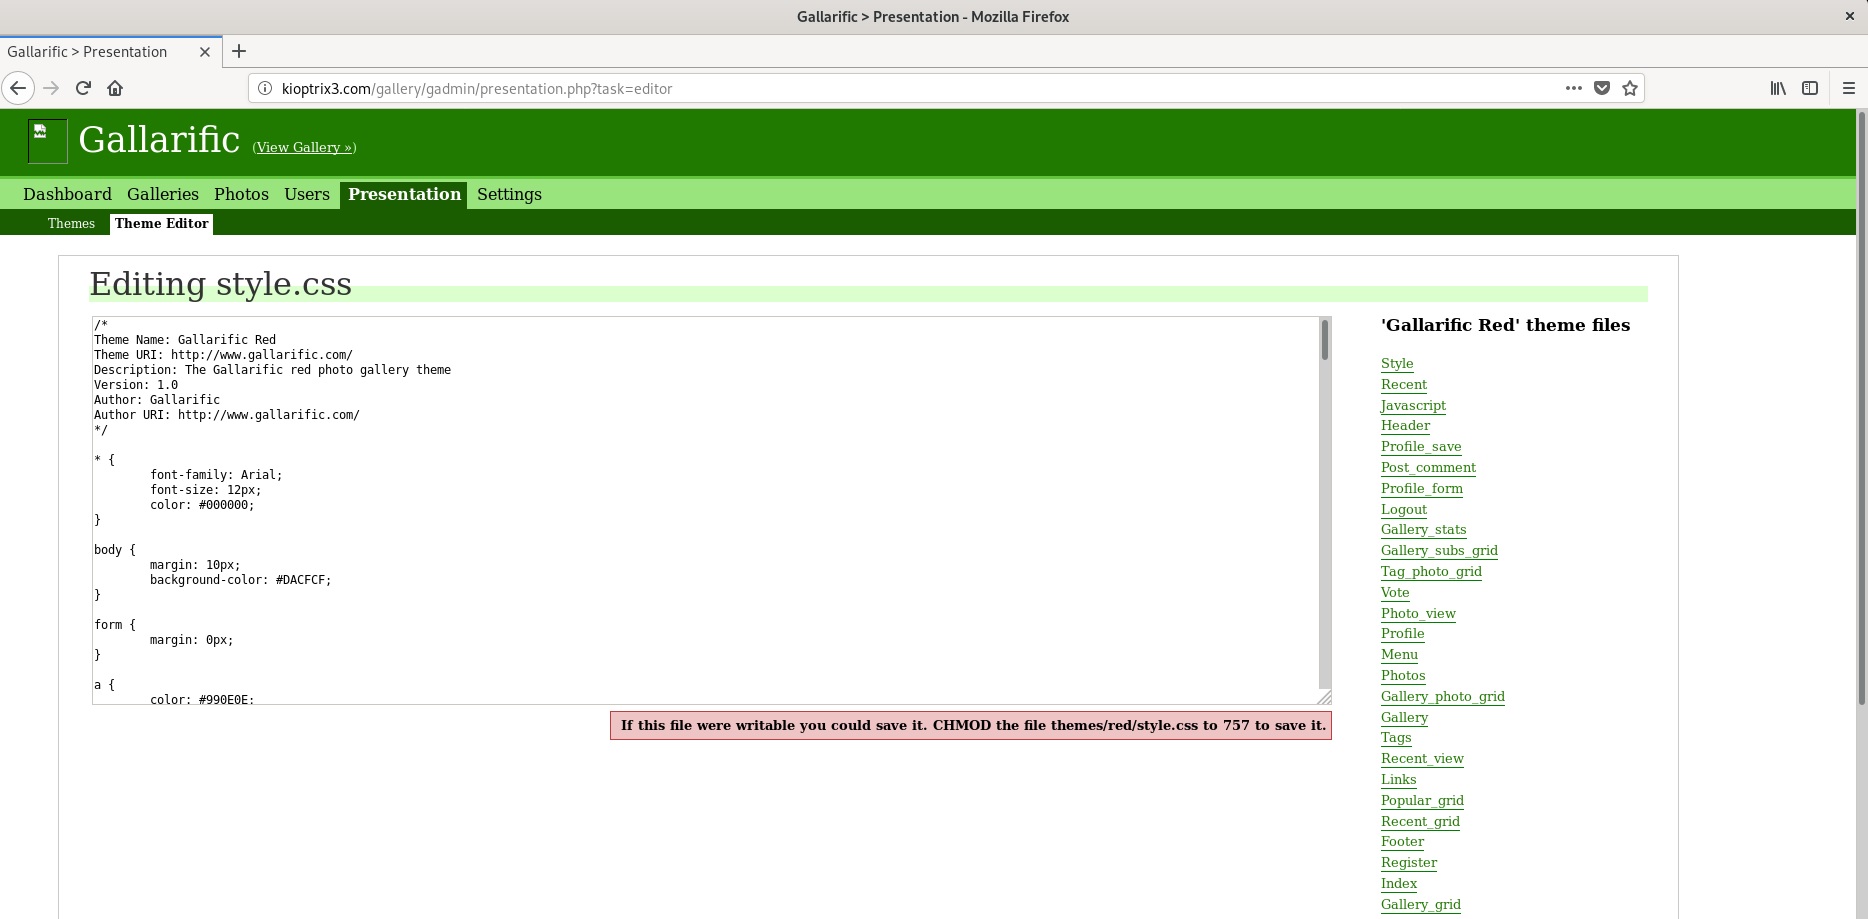 Gallarific > Presentation - Mozilla Firefox
Gallarific > Presentation
kioptrix3.com/gallery/gadmin/presentation.php?task=editor
Gallarific (View Gallery »)
Dashboard Galleries Photos Users Presentation Settings
Themes Theme Editor
Editing style.css
/*
Theme Name: Gallarific Red
Theme URI: http://www.gallarific.com/
Description: The Gallarific red photo gallery theme
Version: 1.0
Author: Gallarific
Author URI: http://www.gallarific.com/
*/
* {
font-family: Arial;
font-size: 12px;
color: #000000;
}
body {
margin: 10px;
background-color: #DACFCF;
}
form {
margin: 0px;
}
a {
color: #990E0E;
If this file were writable you could save it. CHMOD the file themes/red/style.css to 757 to save it.
'Gallarific Red' theme files
Style
Recent
Javascript
Header
Profile_save
Post_comment
Profile_form
Logout
Gallery_stats
Gallery_subs_grid
Tag_photo_grid
Vote
Photo_view
Profile
Menu
Photos
Gallery_photo_grid
Gallery
Tags
Recent_view
Links
Popular_grid
Recent_grid
Footer
Register
Index
Gallery_grid